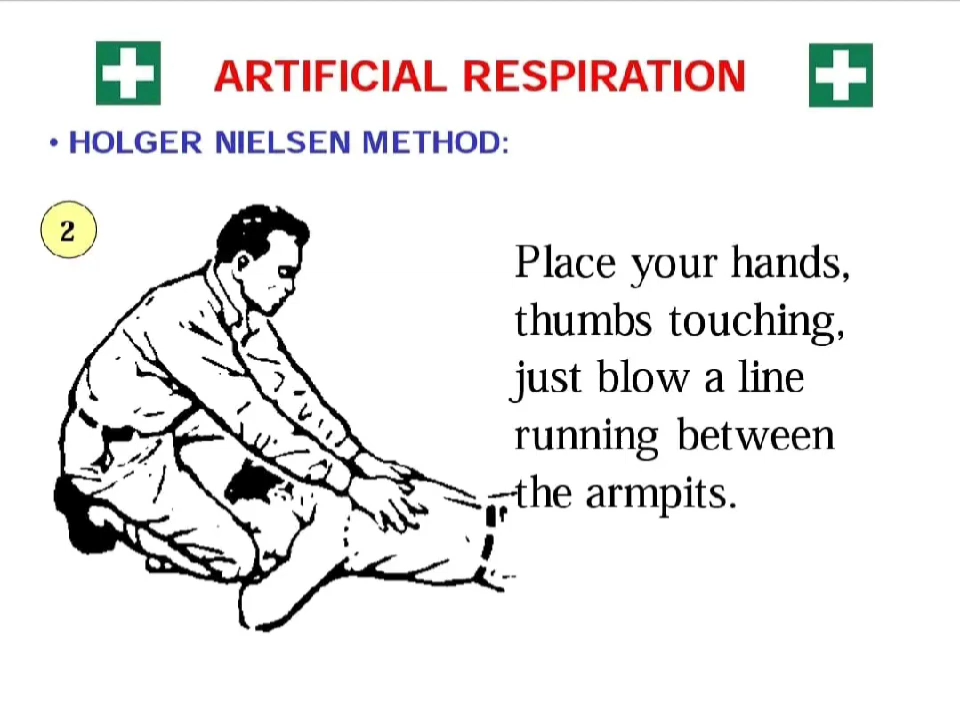 ARTIFICIAL RESPIRATION
• HOLGER NIELSEN METHOD:
2
Place your hands,
thumbs touching,
just blow a line
running between
the armpits.